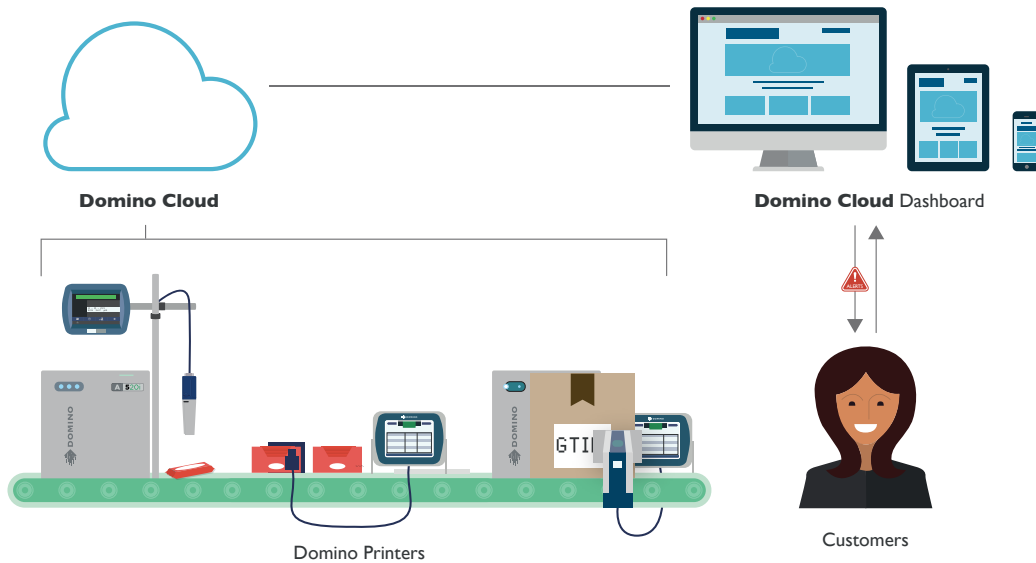 Domino Cloud
Domino Cloud Dashboard
ALERTS
DOMINO
DOMINO
GTI
Domino Printers
Customers